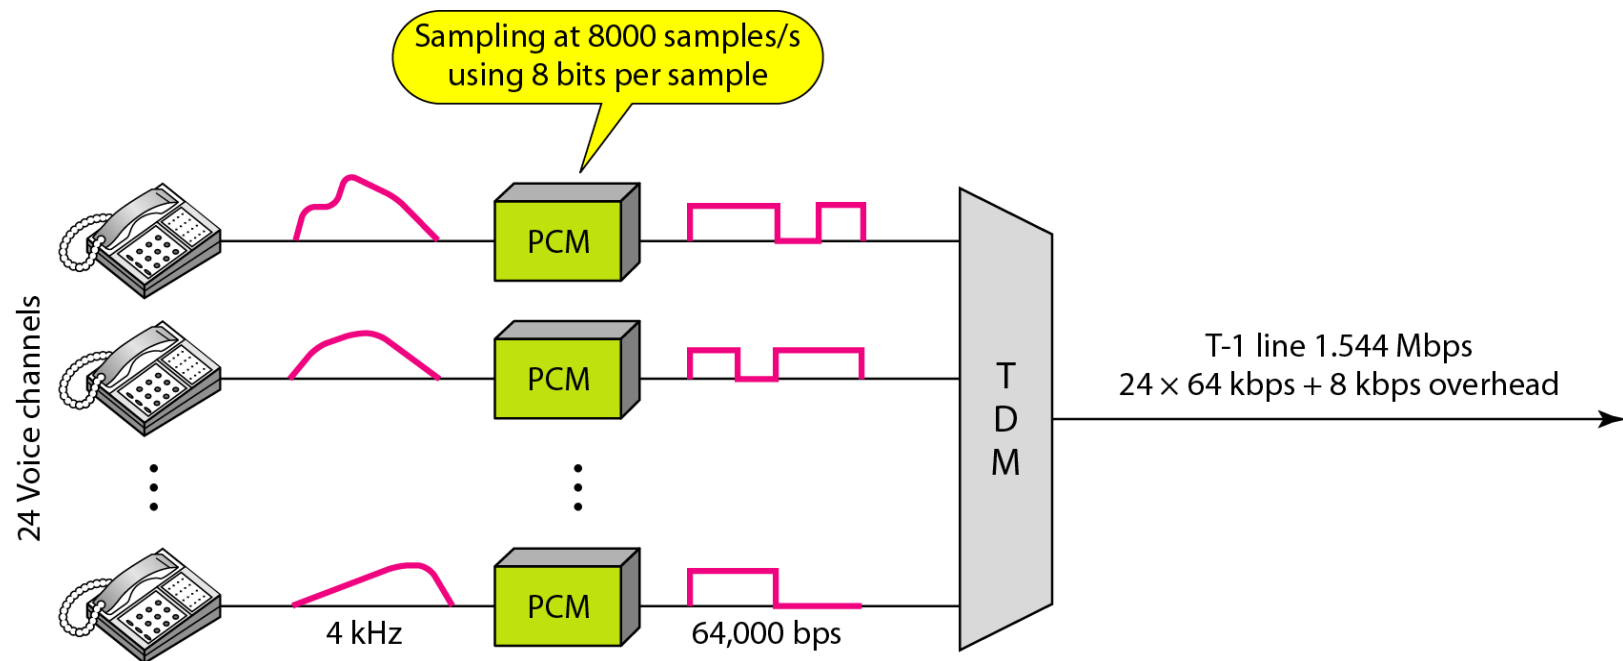 Sampling at 8000 samples/s
using 8 bits per sample
24 Voice channels
PCM
PCM
PCM
4 kHz
64,000 bps
T
D
M
T-1 line 1.544 Mbps
24 × 64 kbps + 8 kbps overhead